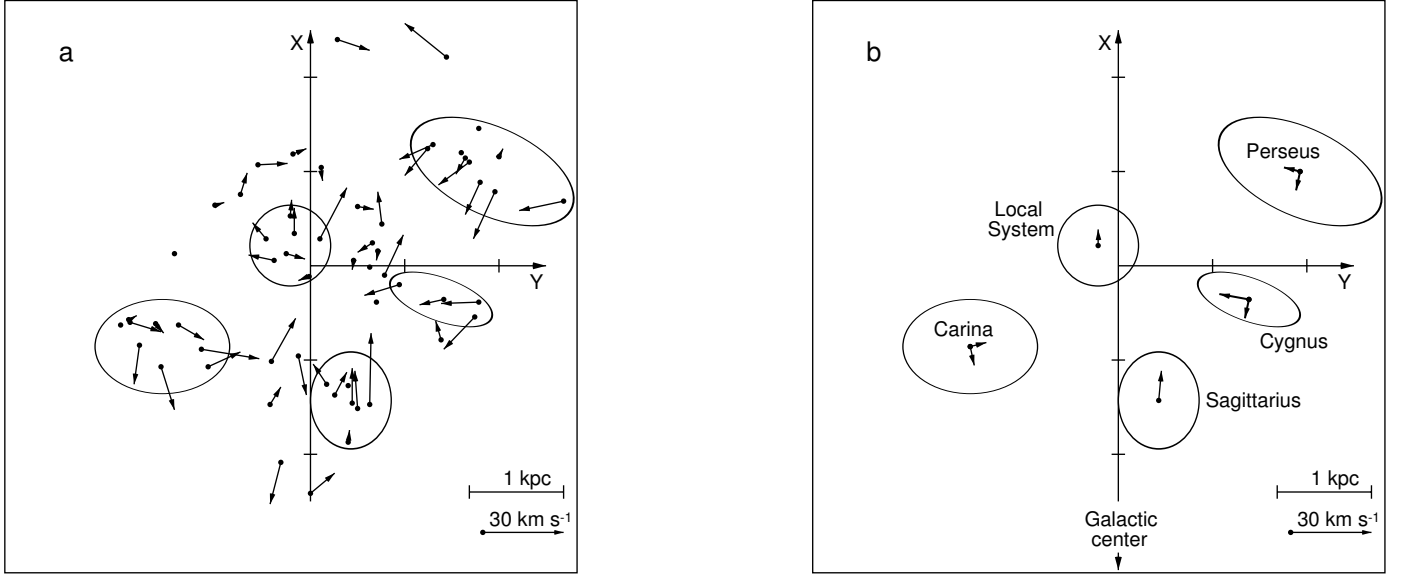 a
X
Y
1 kpc
30 km s-1
b
X
Perseus
Local
System
Y
Carina
Cygnus
Sagittarius
1 kpc
Galactic
center
30 km s-1